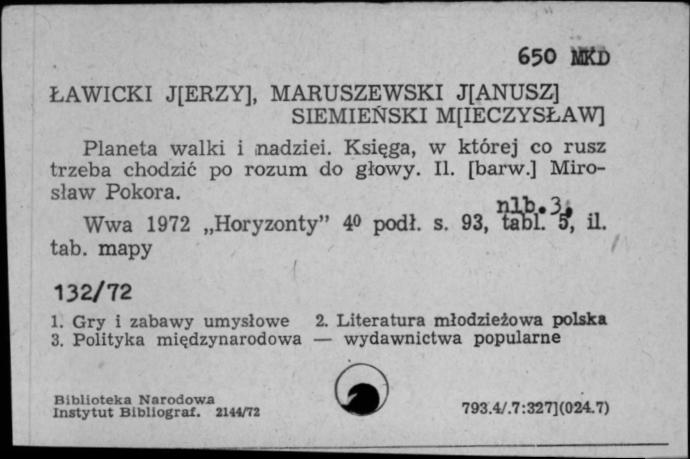 650 MKD
ŁAWICKI J[ERZY], MARUSZEWSKI J[ANUSZ]
SIEMIEŃSKI M[IECZYSŁAW]
Planeta walki i nadziei. Księga, w której co rusz
trzeba chodzić po rozum do głowy. Il. [barw.] Miro-
sław Pokora.
nlb. 3,
Wwa 1972 „Horyzonty” 4⁰ podł. s. 93, tabl. 5, il.
tab. mapy
132/72
1. Gry i zabawy umysłowe 2. Literatura młodzieżowa polska
3. Polityka międzynarodowa — wydawnictwa popularne
Biblioteka Narodowa
Instytut Bibliograf. 2144/72
793.4/.7:327](024.7)